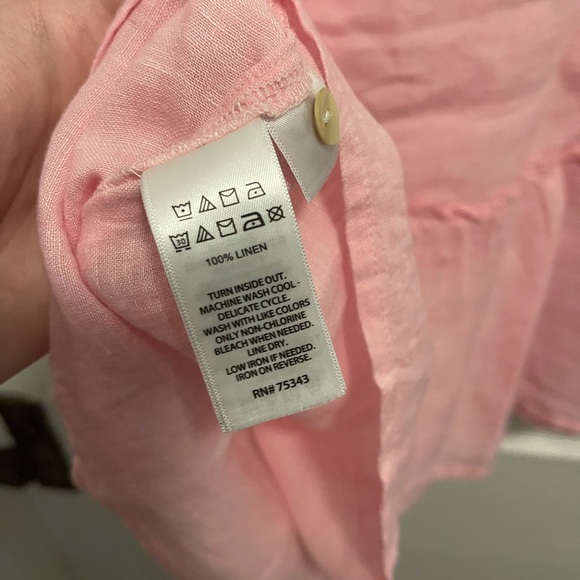 30
100% LINEN
TURN INSIDE OUT.
MACHINE WASH COOL -
DELICATE CYCLE.
WASH WITH LIKE COLORS
ONLY NON-CHLORINE
BLEACH WHEN NEEDED.
LINE DRY.
LOW IRON IF NEEDED.
IRON ON REVERSE.
RN# 75343